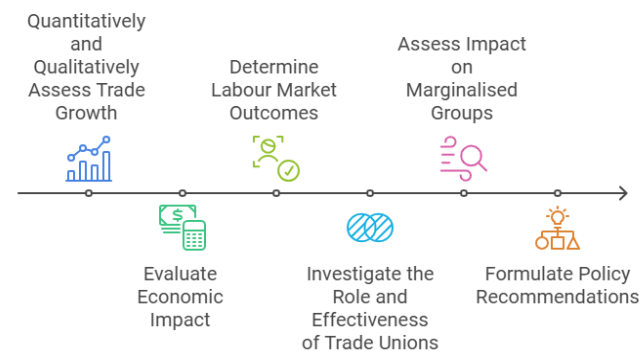 Quantitatively
and
Qualitatively
Assess Trade
Growth
Evaluate
Economic
Impact
Determine
Labour Market
Outcomes
Investigate the
Role and
Effectiveness
of Trade Unions
Assess Impact
on
Marginalised
Groups
Formulate Policy
Recommendations